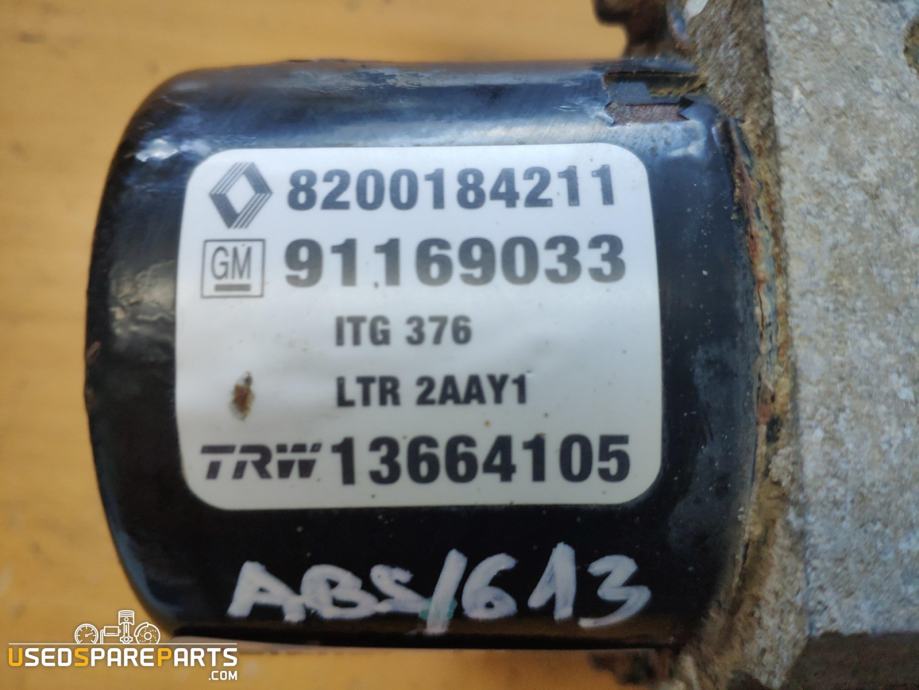 8200184211
GM 91169033
ITG 376
LTR 2AAY1
TRW 13664105
ABS/613
USEDSPAREPARTS
.COM